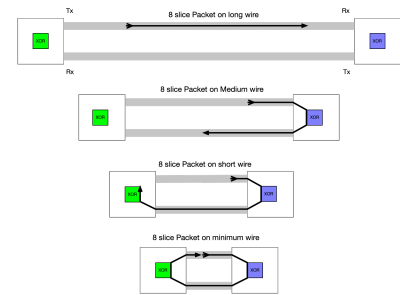 Tx
8 slice Packet on long wire
Rx
XOR
XOR
Rx
Tx
8 slice Packet on Medium wire
XOR
XOR
8 slice Packet on short wire
XOR
XOR
8 slice Packet on minimum wire
XOR
XOR